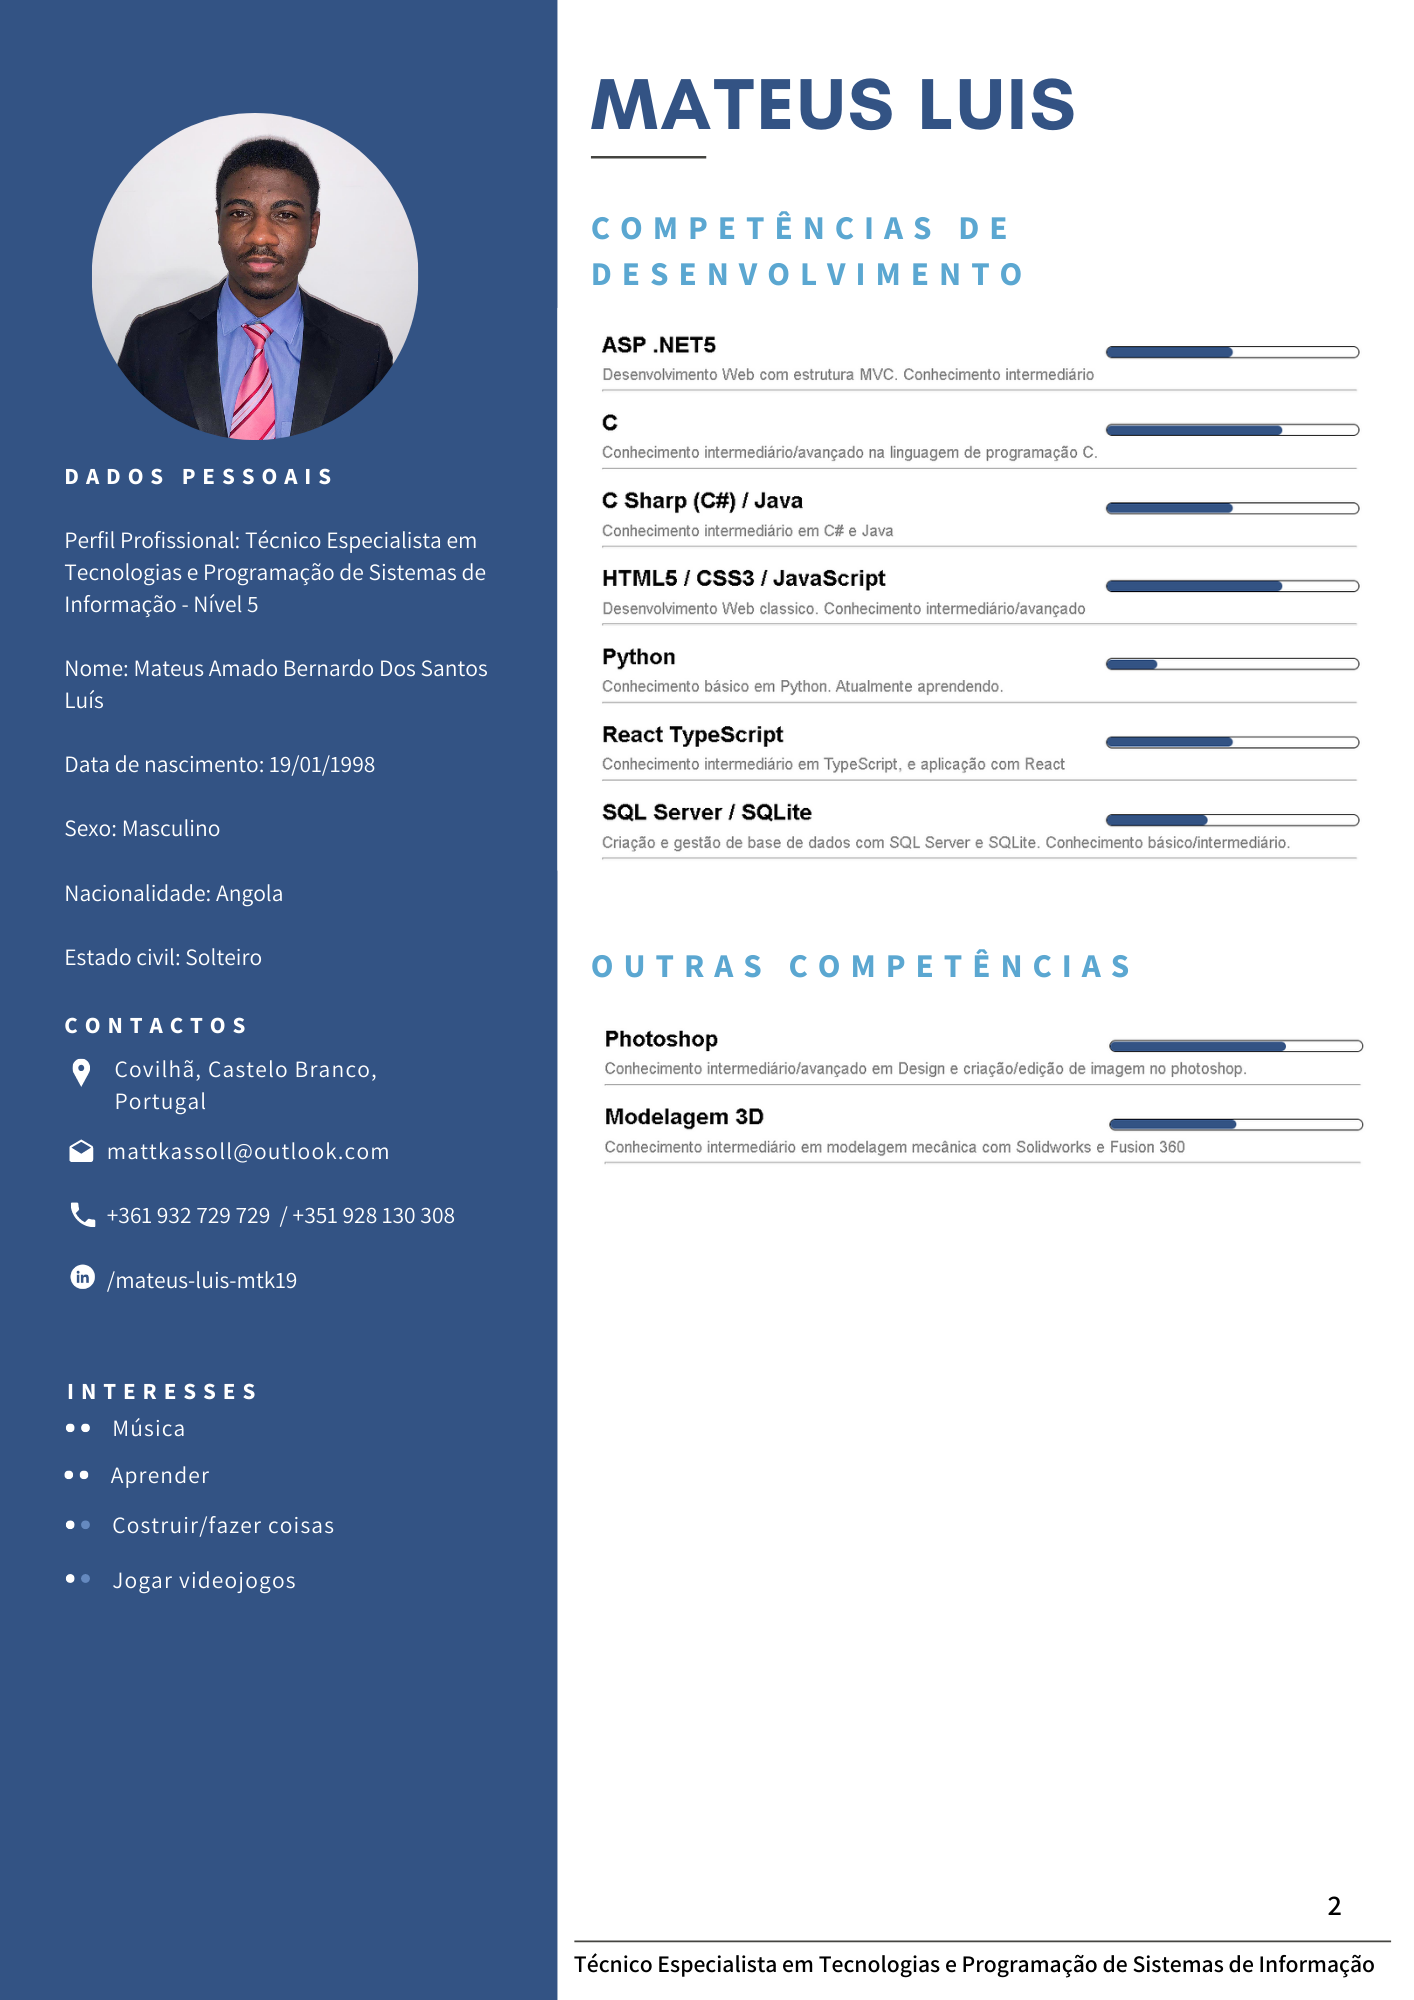 DADOS PESSOAIS
Perfil Profissional: Técnico Especialista em
Tecnologias e Programação de Sistemas de
Informação - Nível 5
Nome: Mateus Amado Bernardo Dos Santos
Luís
Data de nascimento: 19/01/1998
Sexo: Masculino
Nacionalidade: Angola
Estado civil: Solteiro
CONTACTOS
Covilhã, Castelo Branco,
Portugal
mattkassoll@outlook.com
+361 932 729 729 / +351 928 130 308
in /mateus-luis-mtk19
INTERESSES
Música
Aprender
Costruir/fazer coisas
Jogar videojogos
MATEUS LUIS
COMPETÊNCIAS DE
DESENVOLVIMENTO
ASP .NET5
Desenvolvimento Web com estrutura MVC. Conhecimento intermediário
C
Conhecimento intermediário/avançado na linguagem de programação C.
C Sharp (C#) / Java
Conhecimento intermediário em C# e Java
HTML5 / CSS3 / JavaScript
Desenvolvimento Web classico. Conhecimento intermediário/avançado
Python
Conhecimento básico em Python. Atualmente aprendendo.
React TypeScript
Conhecimento intermediário em TypeScript, e aplicação com React
SQL Server / SQLite
Criação e gestão de base de dados com SQL Server e SQLite. Conhecimento básico/intermediário.
OUTRAS COMPETÊNCIAS
Photoshop
Conhecimento intermediário/avançado em Design e criação/edição de imagem no photoshop.
Modelagem 3D
Conhecimento intermediário em modelagem mecânica com Solidworks e Fusion 360
2
Técnico Especialista em Tecnologias e Programação de Sistemas de Informação